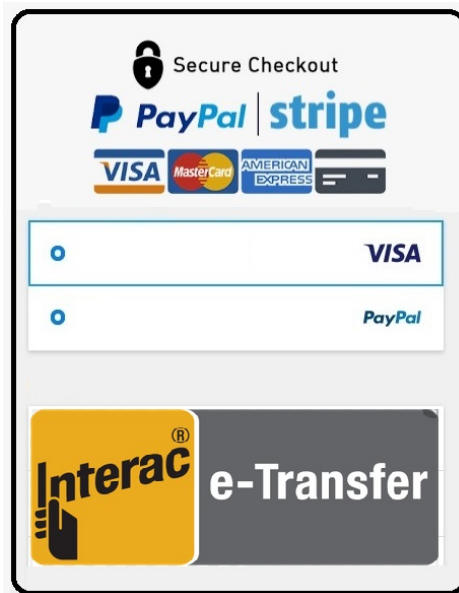 Secure Checkout
PayPal stripe
VISA MasterCard AMERICAN EXPRESS
VISA
PayPal
Interac® e-Transfer